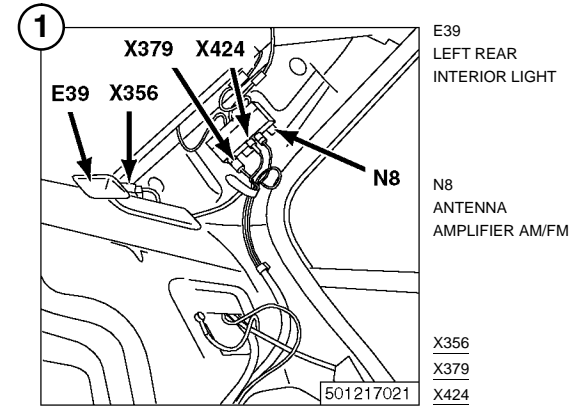 1
X379 X424
E39 X356
N8
501217021
E39
LEFT REAR
INTERIOR LIGHT
N8
ANTENNA
AMPLIFIER AM/FM
X356
X379
X424